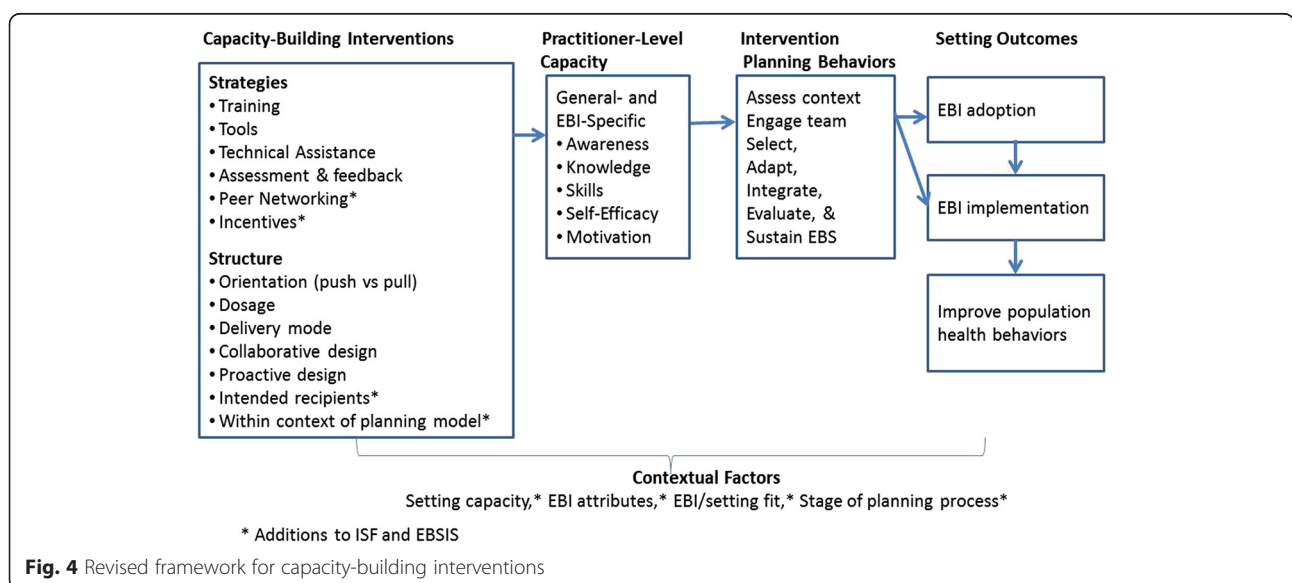 Capacity-Building Interventions
Strategies
• Training
• Tools
• Technical Assistance
• Assessment & feedback
• Peer Networking*
• Incentives*
Structure
• Orientation (push vs pull)
• Dosage
• Delivery mode
• Collaborative design
• Proactive design
• Intended recipients*
• Within context of planning model*
Practitioner-Level
Capacity
General- and
EBI-Specific
• Awareness
• Knowledge
• Skills
• Self-Efficacy
• Motivation
Intervention
Planning Behaviors
Assess context
Engage team
Select,
Adapt,
Integrate,
Evaluate, &
Sustain EBS
Setting Outcomes
EBI adoption
EBI implementation
Improve population
health behaviors
Contextual Factors
Setting capacity,* EBI attributes,* EBI/setting fit,* Stage of planning process*
* Additions to ISF and EBSIS
Fig. 4 Revised framework for capacity-building interventions